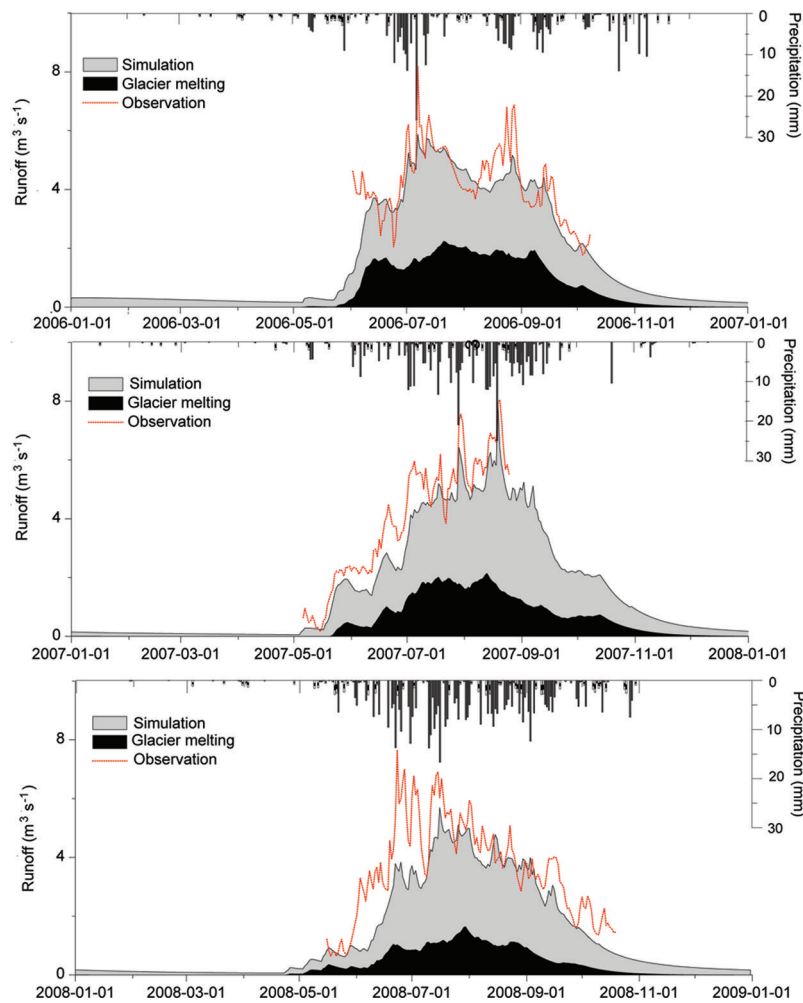 0
10
20
30
Precipitation (mm)
Simulation
Glacier melting
Observation
Runoff (m³ s⁻¹)
8
4
0
2006-01-01 2006-03-01 2006-05-01 2006-07-01 2006-09-01 2006-11-01 2007-01-01
0
10
20
30
Precipitation (mm)
Simulation
Glacier melting
Observation
Runoff (m³ s⁻¹)
8
4
0
2007-01-01 2007-03-01 2007-05-01 2007-07-01 2007-09-01 2007-11-01 2008-01-01
0
10
20
30
Precipitation (mm)
Simulation
Glacier melting
Observation
Runoff (m³ s⁻¹)
8
4
0
2008-01-01 2008-03-01 2008-05-01 2008-07-01 2008-09-01 2008-11-01 2009-01-01